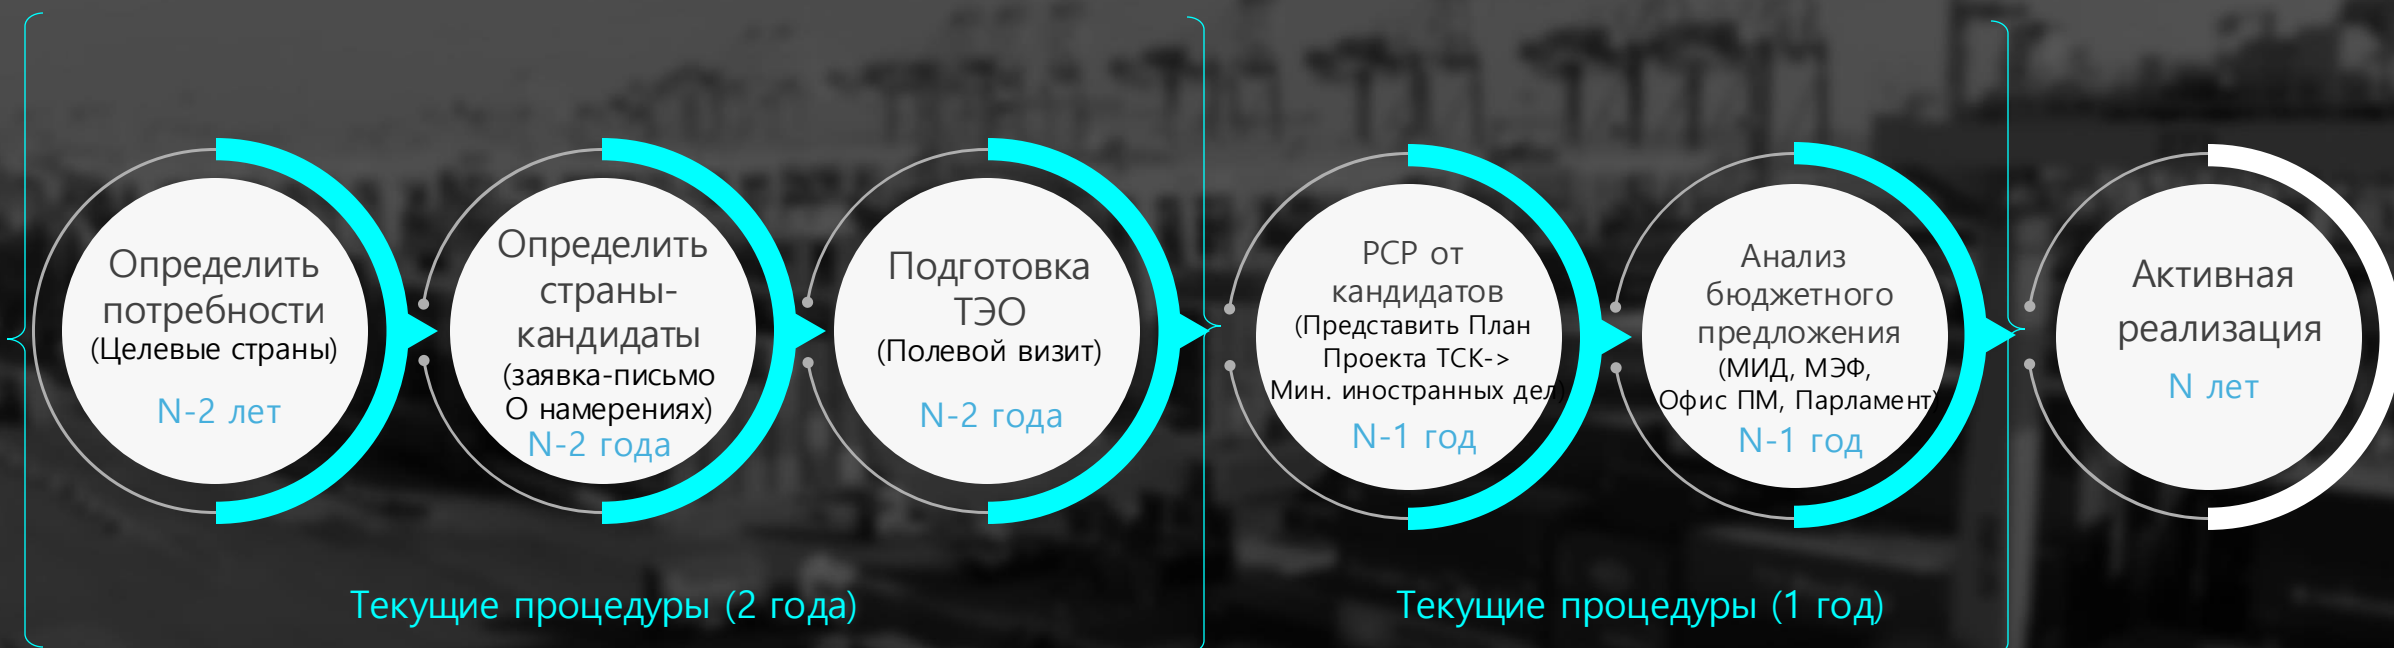 Определить
потребности
(Целевые страны)
N-2 лет
Определить
страны-
кандидаты
(заявка-письмо
О намерениях)
N-2 года
Подготовка
ТЭО
(Полевой визит)
N-2 года
PCP от
кандидатов
(Представить План
Проекта ТСК->
Мин. иностранных дел)
N-1 год
Анализ
бюджетного
предложения
(МИД, МЭФ,
Офис ПМ, Парламент)
N-1 год
Активная
реализация
N лет
Текущие процедуры (2 года)
Текущие процедуры (1 год)